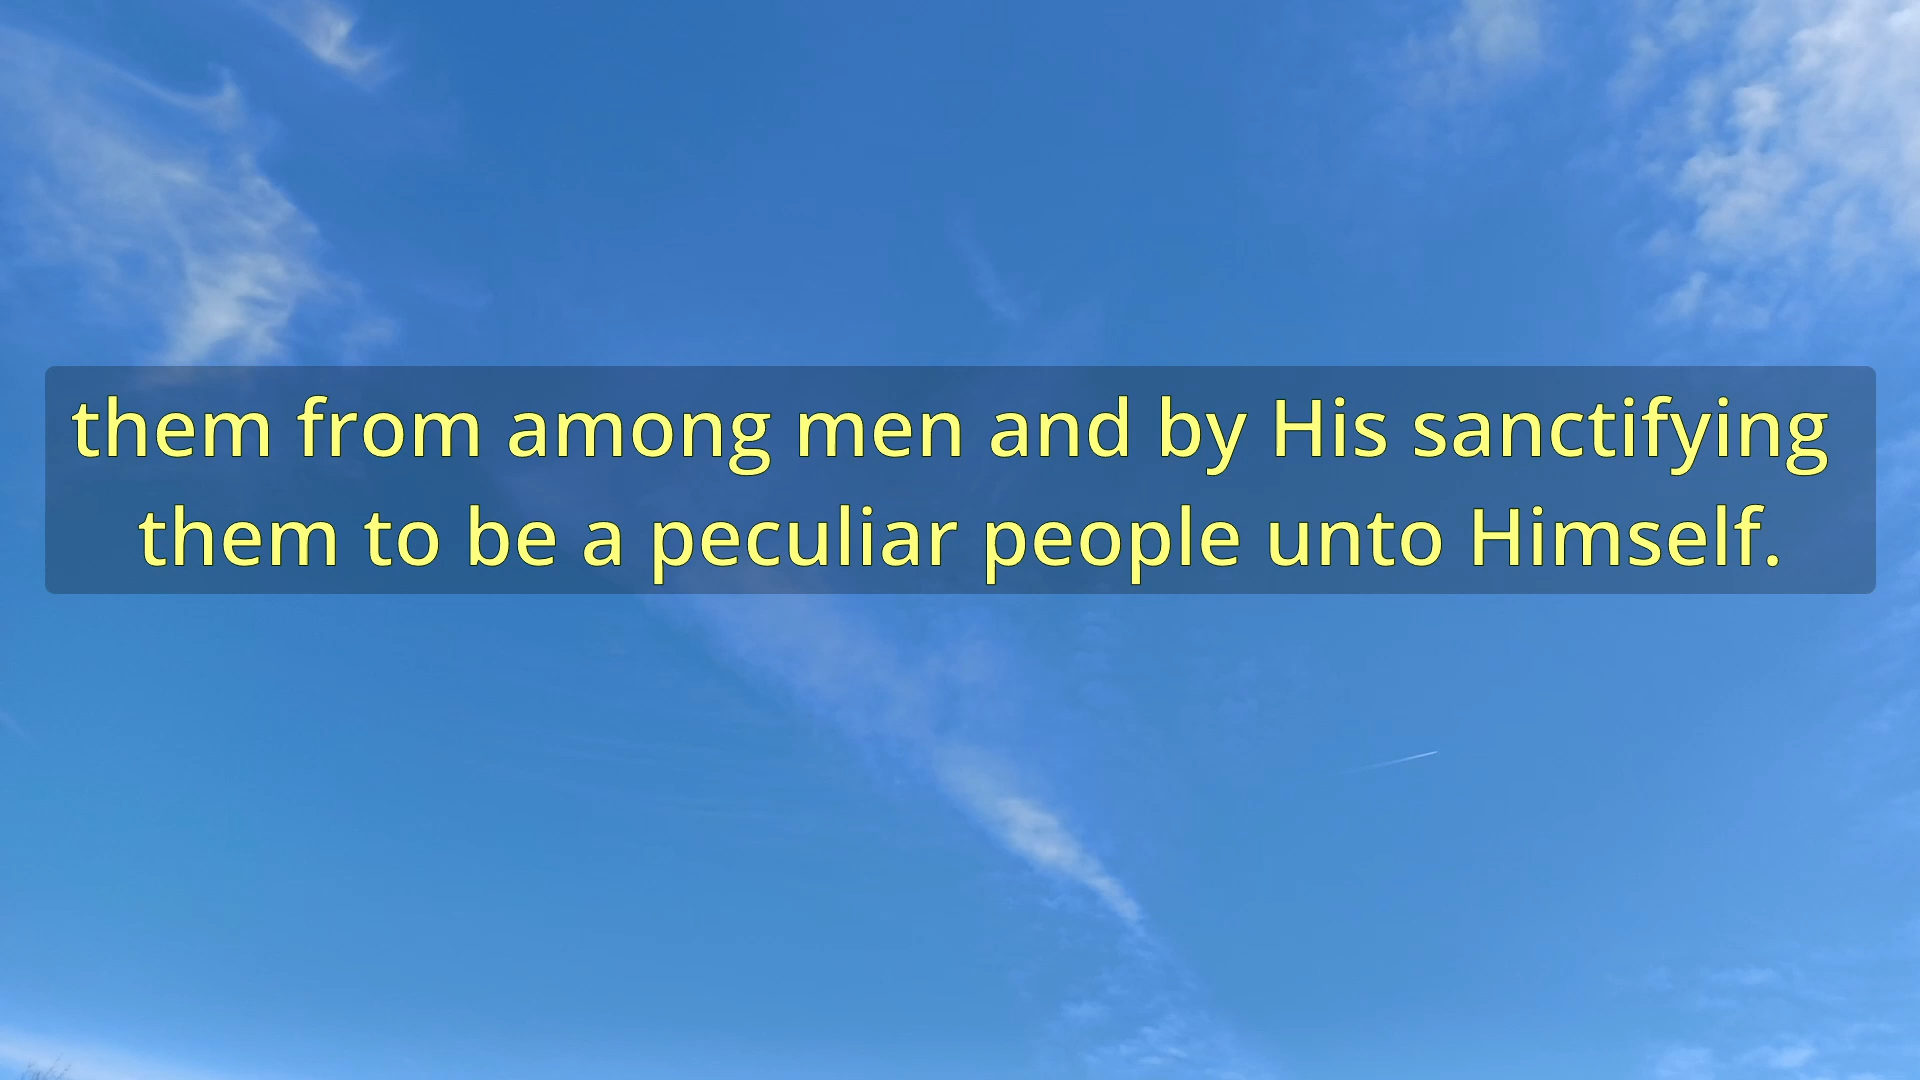 them from among men and by His sanctifying
them to be a peculiar people unto Himself.